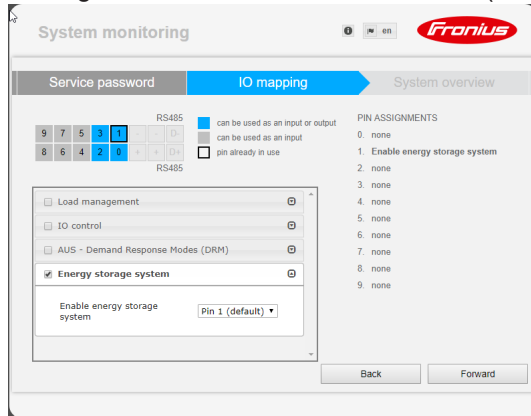 System monitoring
en
Fronius
Service password
IO mapping
System overview
RS485
9 7 5 3 1 - - D-
8 6 4 2 0 + + D+
RS485
can be used as an input or output
can be used as an input
pin already in use
PIN ASSIGNMENTS
0. none
1. Enable energy storage system
2. none
3. none
4. none
5. none
6. none
7. none
8. none
9. none
Load management
IO control
AUS - Demand Response Modes (DRM)
Energy storage system
Enable energy storage
system
Pin 1 (default)
Back
Forward